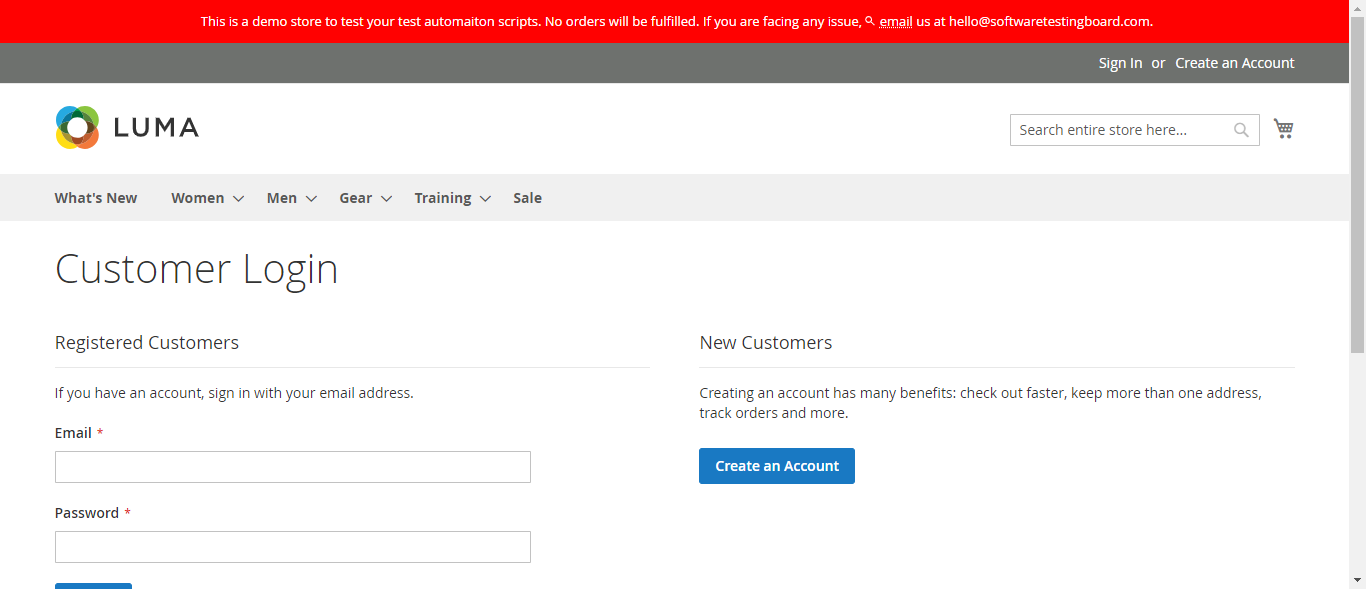 This is a demo store to test your test automaiton scripts. No orders will be fulfilled. If you are facing any issue, email us at hello@softwaretestingboard.com.
Sign In or Create an Account
LUMA
Search entire store here...
What's New Women Men Gear Training Sale
Customer Login
Registered Customers
If you have an account, sign in with your email address.
Email *
Password *
New Customers
Creating an account has many benefits: check out faster, keep more than one address,
track orders and more.
Create an Account